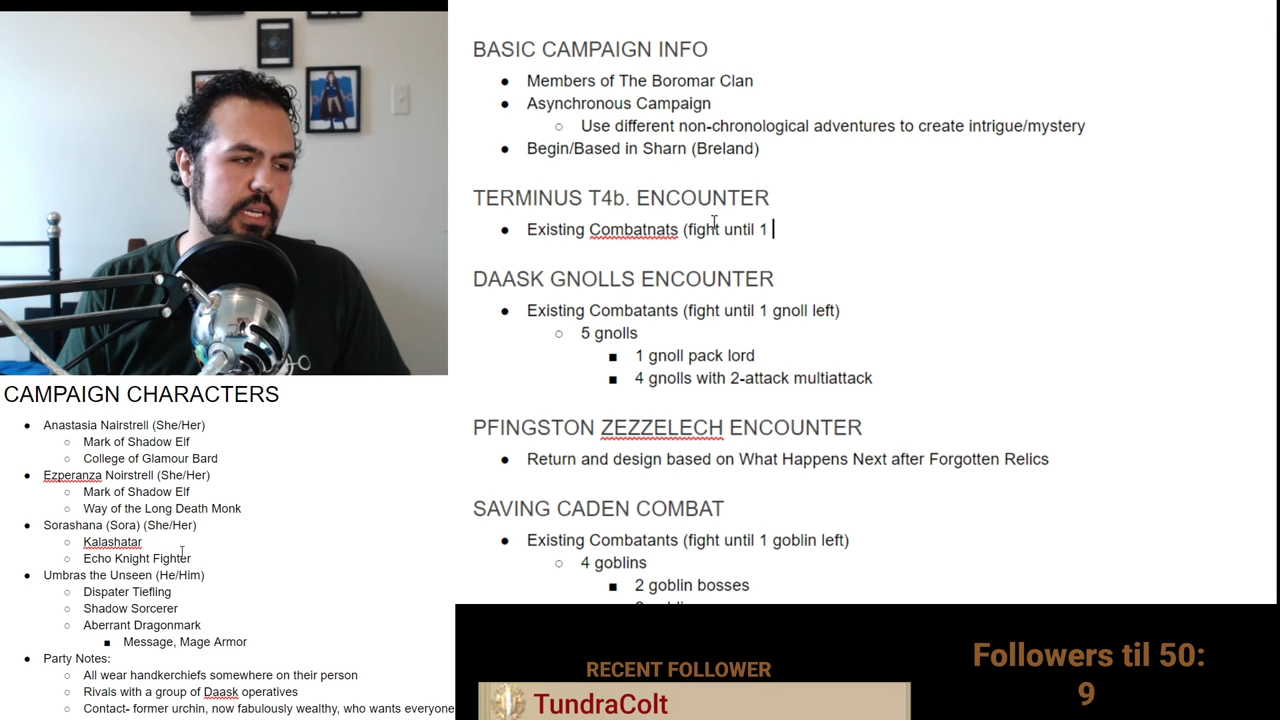 BASIC CAMPAIGN INFO
● Members of The Boromar Clan
● Asynchronous Campaign
○ Use different non-chronological adventures to create intrigue/mystery
● Begin/Based in Sharn (Breland)
TERMINUS T4b. ENCOUNTER
● Existing Combatnats (fight until 1
DAASK GNOLLS ENCOUNTER
● Existing Combatants (fight until 1 gnoll left)
○ 5 gnolls
■ 1 gnoll pack lord
■ 4 gnolls with 2-attack multiattack
PFINGSTON ZEZZELECH ENCOUNTER
● Return and design based on What Happens Next after Forgotten Relics
SAVING CADEN COMBAT
● Existing Combatants (fight until 1 goblin left)
○ 4 goblins
■ 2 goblin bosses
CAMPAIGN CHARACTERS
● Anastasia Nairstrell (She/Her)
○ Mark of Shadow Elf
○ College of Glamour Bard
● Ezperanza Noirstrell (She/Her)
○ Mark of Shadow Elf
○ Way of the Long Death Monk
● Sorashana (Sora) (She/Her)
○ Kalashatar
○ Echo Knight Fighter
● Umbras the Unseen (He/Him)
○ Dispater Tiefling
○ Shadow Sorcerer
○ Aberrant Dragonmark
■ Message, Mage Armor
● Party Notes:
○ All wear handkerchiefs somewhere on their person
○ Rivals with a group of Daask operatives
○ Contact- former urchin, now fabulously wealthy, who wants everyone
RECENT FOLLOWER
TundraColt
Followers til 50:
9